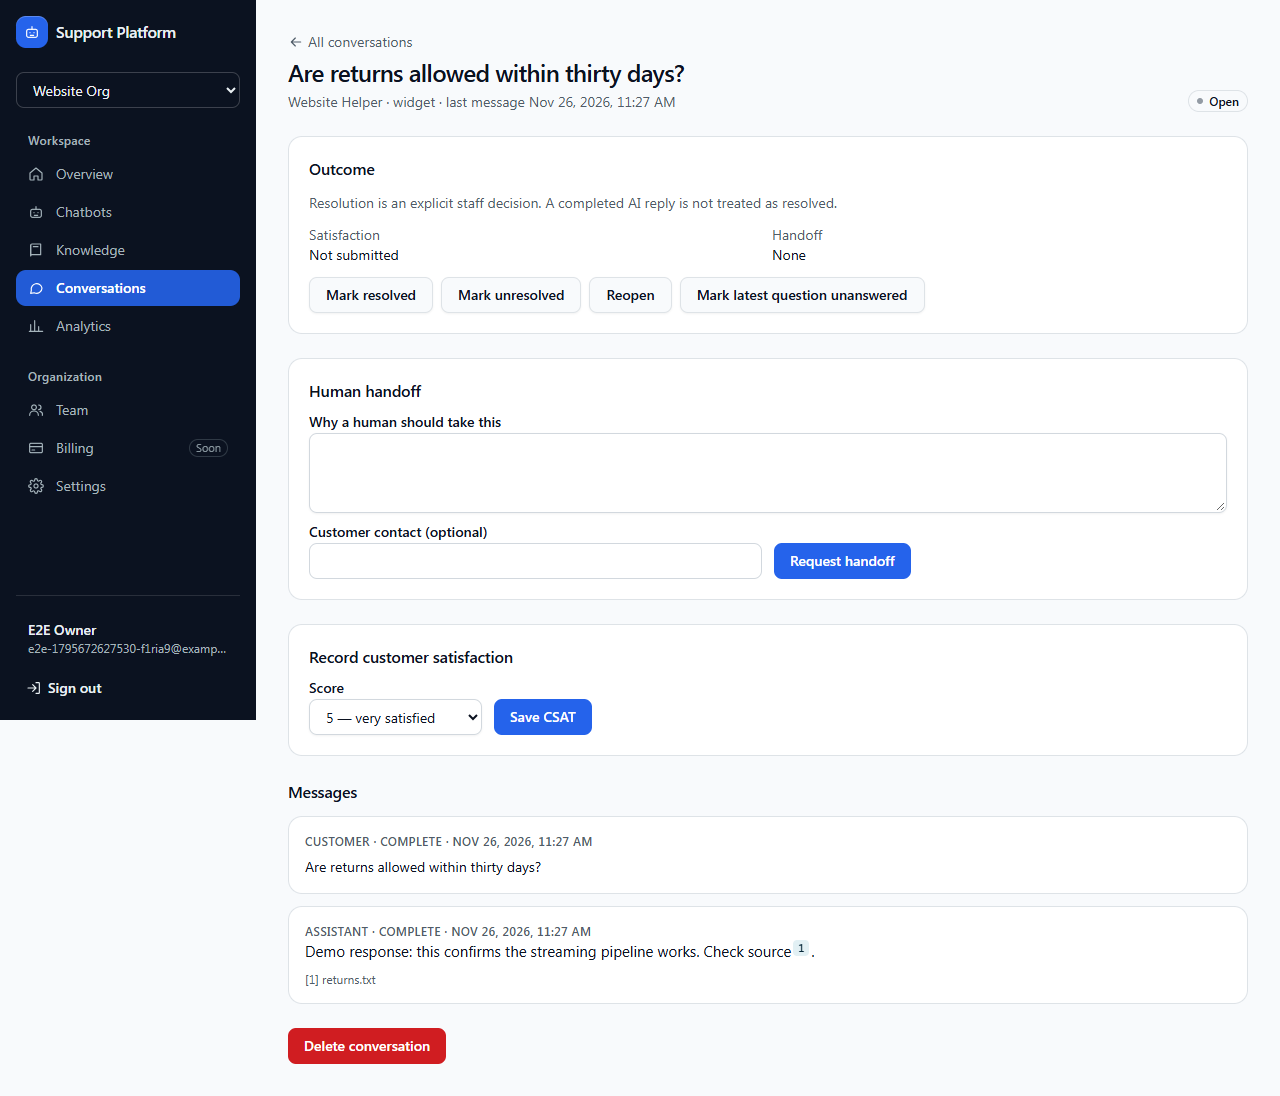 Support Platform
Website Org
Workspace
Overview
Chatbots
Knowledge
Conversations
Analytics
Organization
Team
Billing
Soon
Settings
E2E Owner
e2e-1795672627530-f1ria9@examp...
Sign out
All conversations
Are returns allowed within thirty days?
Website Helper · widget · last message Nov 26, 2026, 11:27 AM
Open
Outcome
Resolution is an explicit staff decision. A completed AI reply is not treated as resolved.
Satisfaction
Not submitted
Handoff
None
Mark resolved
Mark unresolved
Reopen
Mark latest question unanswered
Human handoff
Why a human should take this
Customer contact (optional)
Request handoff
Record customer satisfaction
Score
5 — very satisfied
Save CSAT
Messages
CUSTOMER · COMPLETE · NOV 26, 2026, 11:27 AM
Are returns allowed within thirty days?
ASSISTANT · COMPLETE · NOV 26, 2026, 11:27 AM
Demo response: this confirms the streaming pipeline works. Check source 1 .
[1] returns.txt
Delete conversation